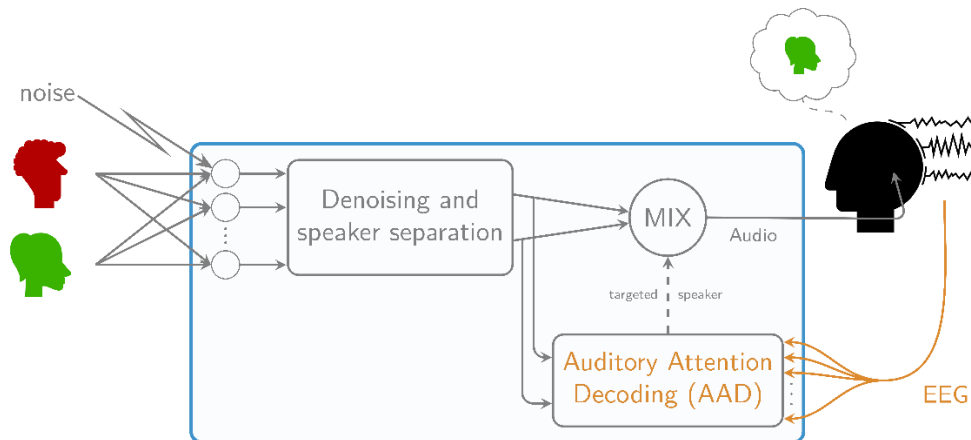 noise
Denoising and
speaker separation
MIX
Audio
targeted speaker
Auditory Attention
Decoding (AAD)
EEG